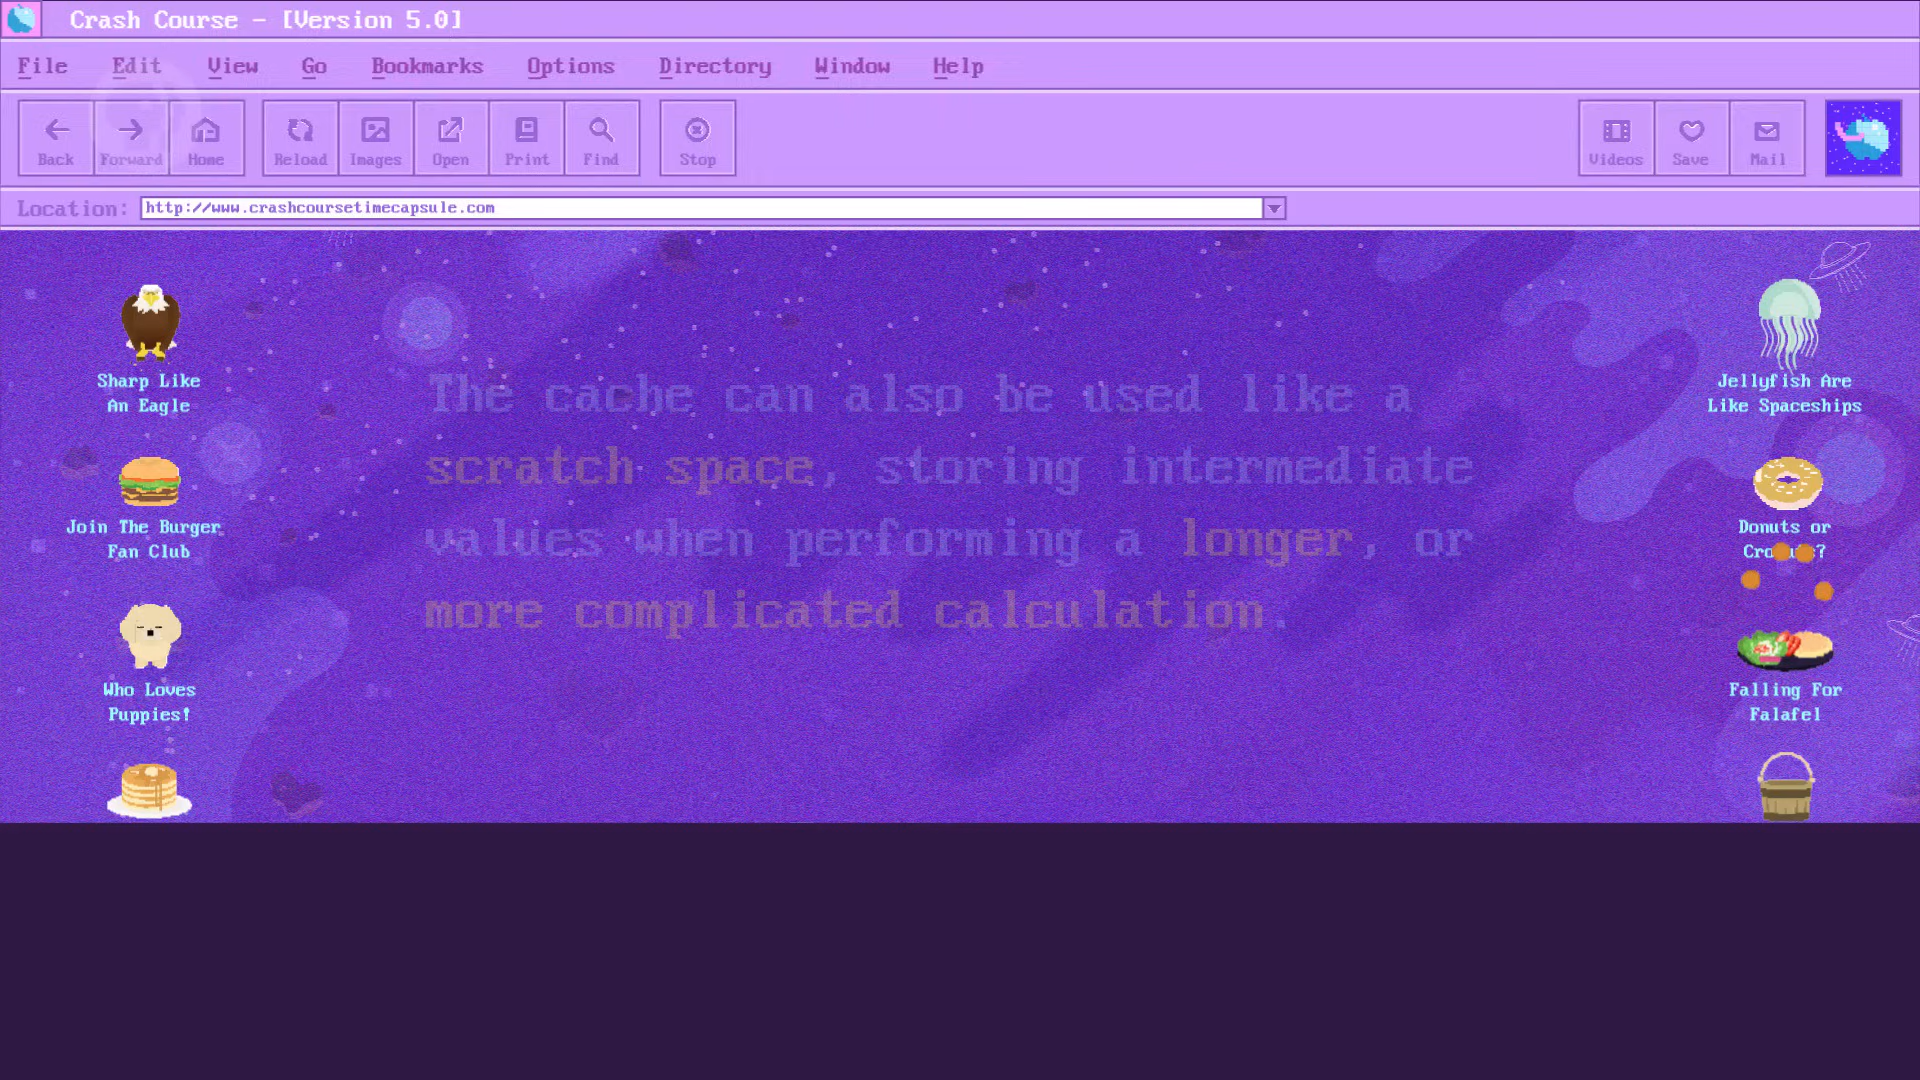 Crash Course - [Version 5.0]
File Edit View Go Bookmarks Options Directory Window Help
Back Forward Home Reload Images Open Print Find Stop Videos Save Mail
Location: http://www.crashcoursetimecapsule.com
Sharp Like
An Eagle
Join The Burger
Fan Club
Who Loves
Puppies!
The cache can also be used like a
scratch space, storing intermediate
values when performing a longer, or
more complicated calculation.
Jellyfish Are
Like Spaceships
Donuts or
Falling For
Falafel